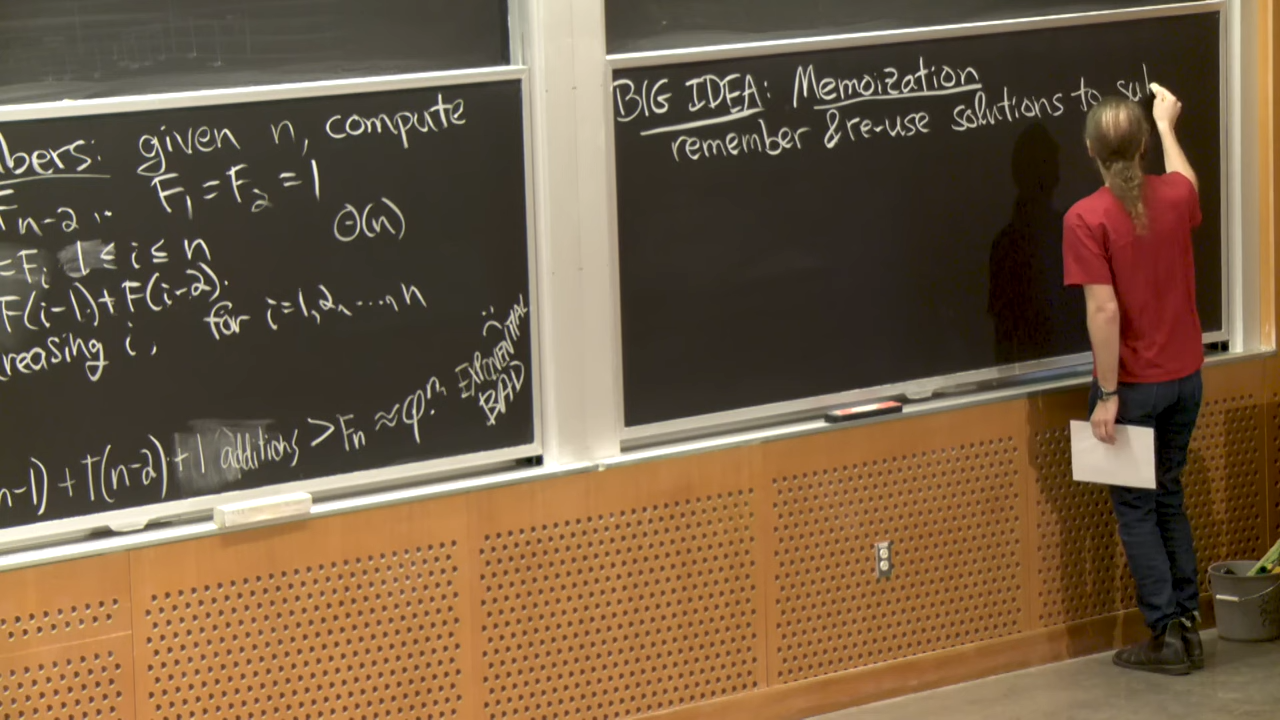 bers: given n, compute
F_{n-2}.. F₁ = F₂ = 1
Θ(n)
= F_i 1 ≤ i ≤ n
F(i-1) + F(i-2).
reasing i, for i=1,2,...,n
n-1) + T(n-2) + 1 additions > F_n ≈ φⁿ.
EXPONENTIAL
BAD
BIG IDEA: Memoization
remember & re-use solutions to sub